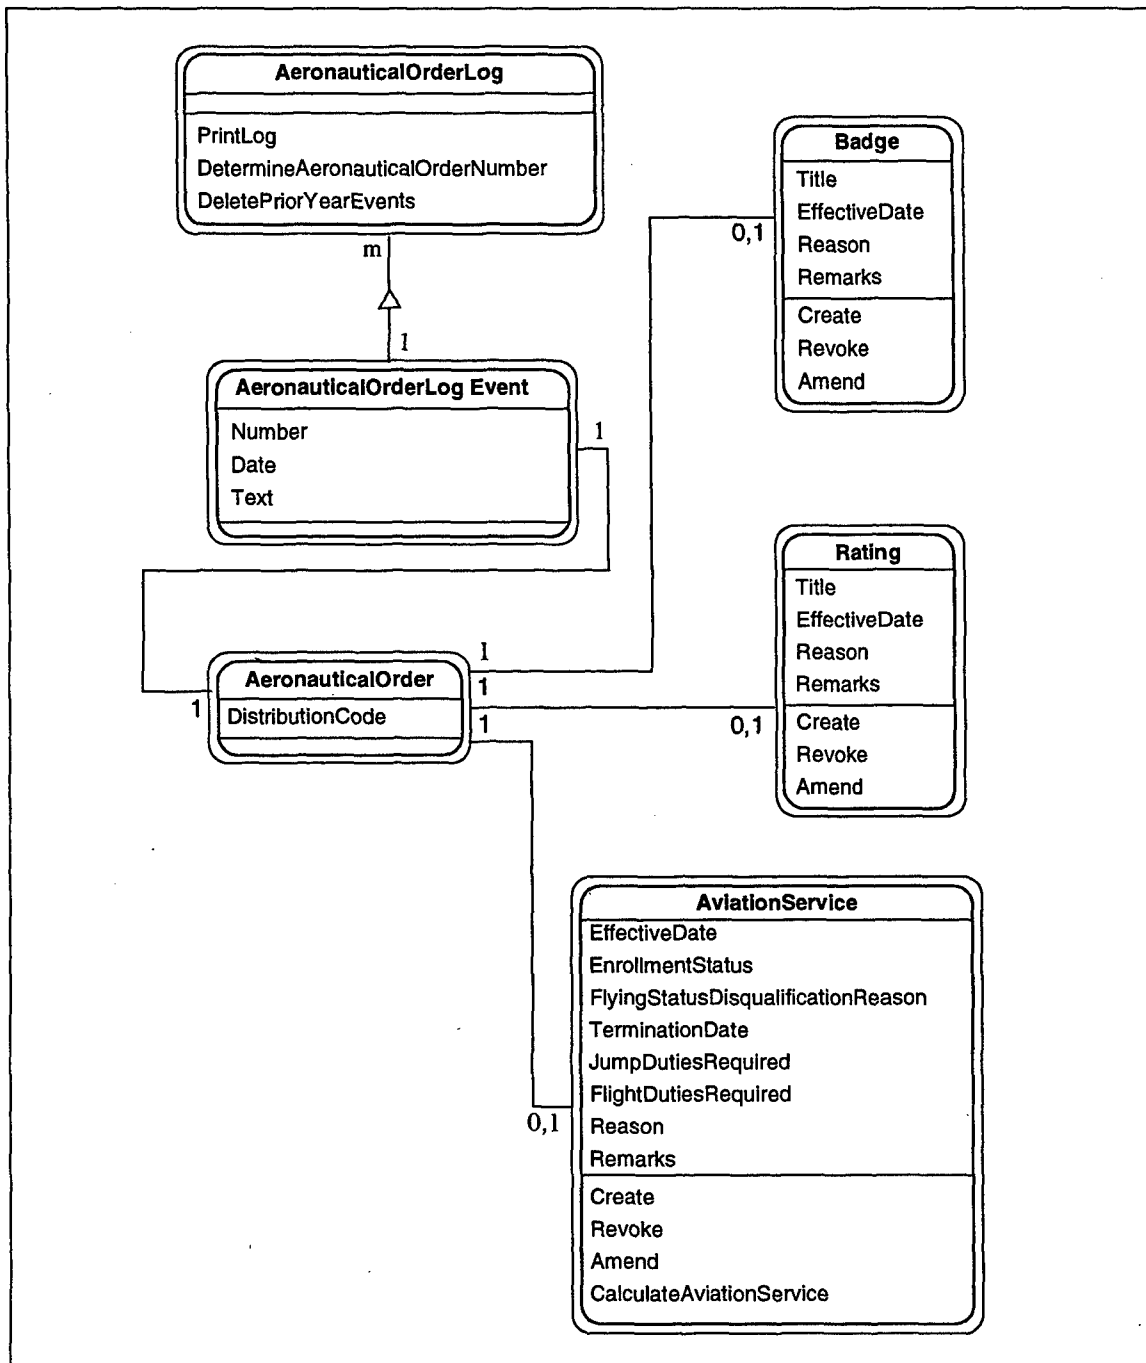 AeronauticalOrderLog
PrintLog
DetermineAeronauticalOrderNumber
DeletePriorYearEvents
m
1
AeronauticalOrderLog Event
Number
Date
Text
1
1
AeronauticalOrder
DistributionCode
1
1
1
Badge
Title
EffectiveDate
Reason
Remarks
Create
Revoke
Amend
0,1
Rating
Title
EffectiveDate
Reason
Remarks
Create
Revoke
Amend
0,1
AviationService
EffectiveDate
EnrollmentStatus
FlyingStatusDisqualificationReason
TerminationDate
JumpDutiesRequired
FlightDutiesRequired
Reason
Remarks
Create
Revoke
Amend
CalculateAviationService
0,1